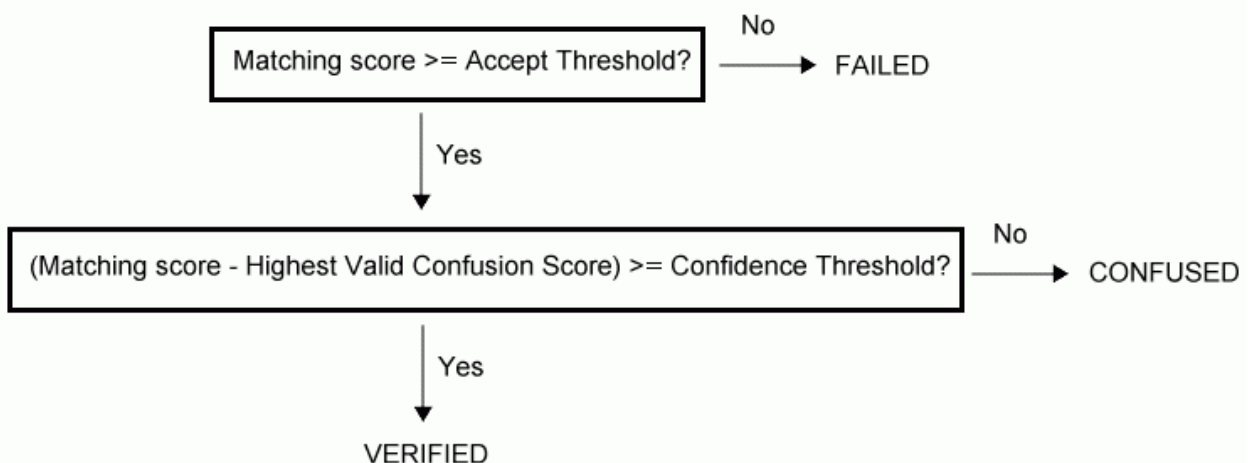 No
Matching score >= Accept Threshold?
FAILED
Yes
No
(Matching score - Highest Valid Confusion Score) >= Confidence Threshold?
CONFUSED
Yes
VERIFIED